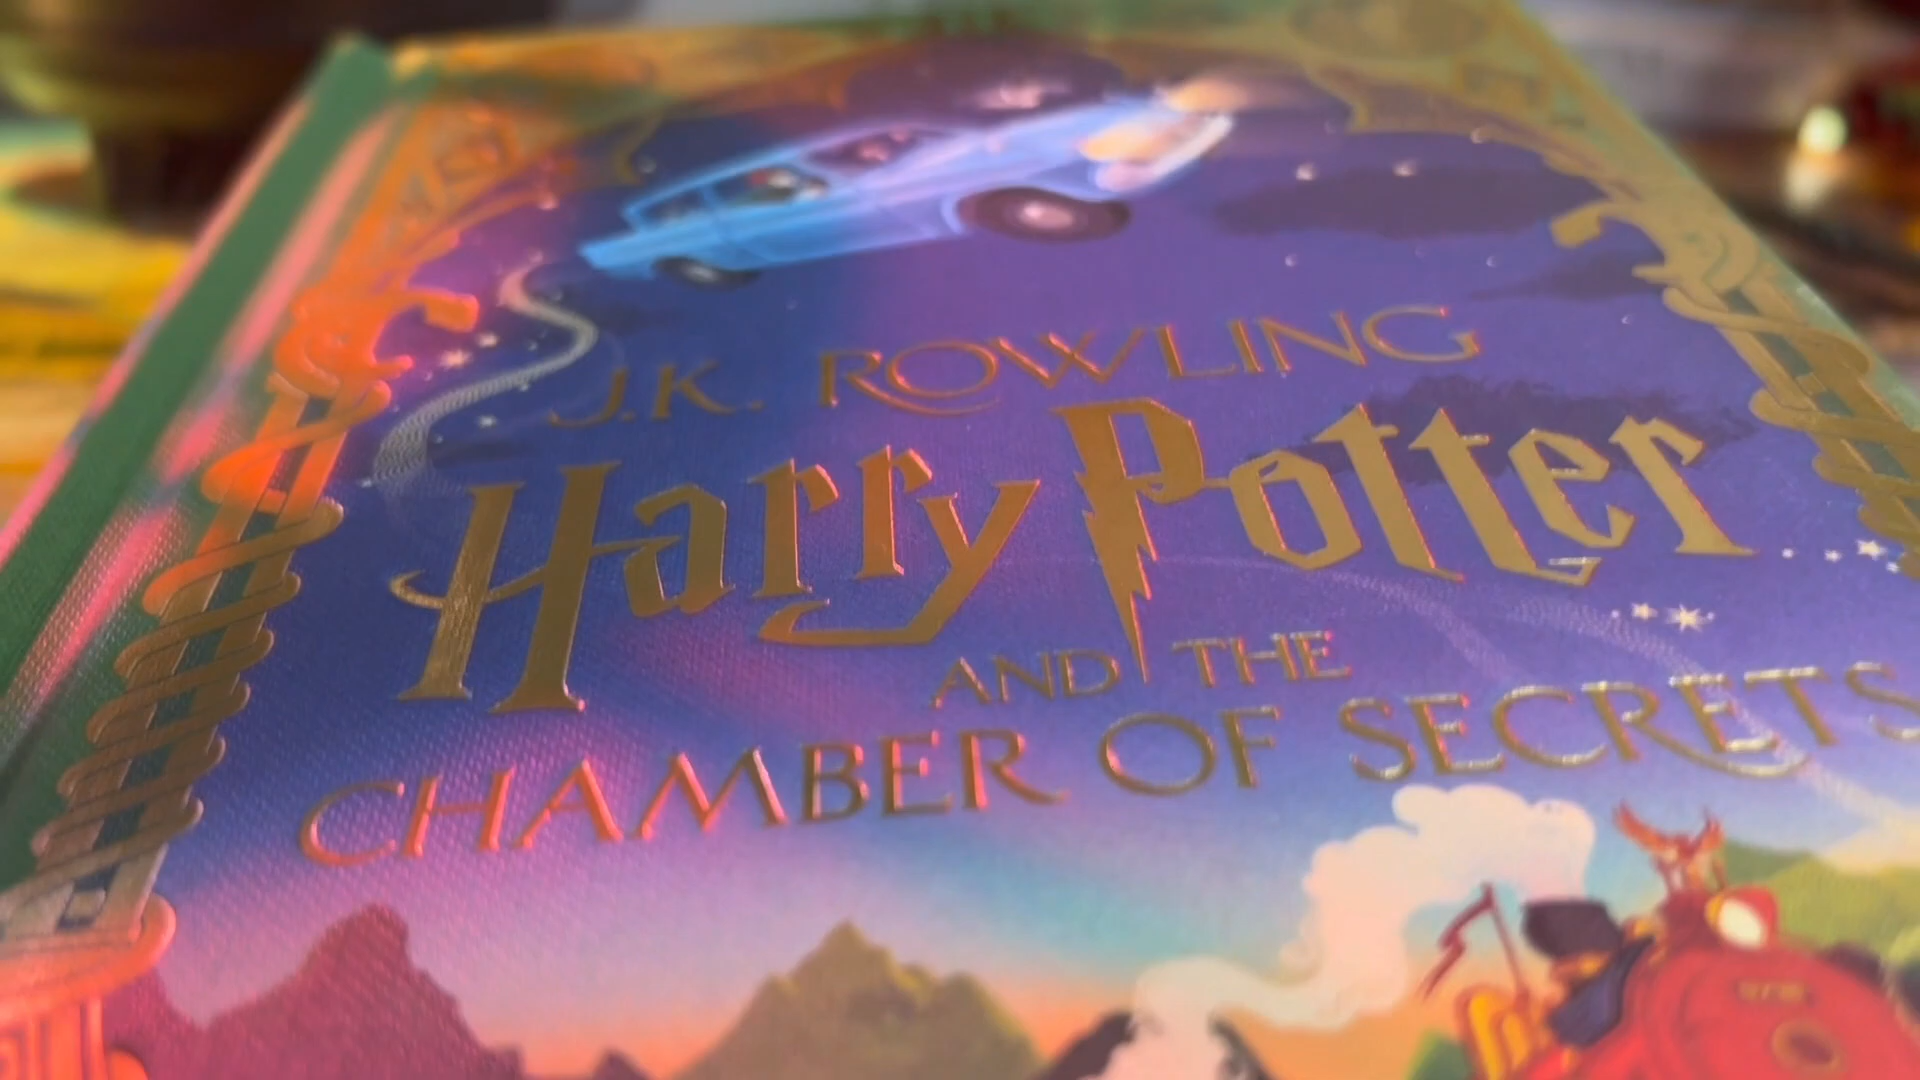 J.K. ROWLING
Harry Potter
AND THE
CHAMBER OF SECRETS